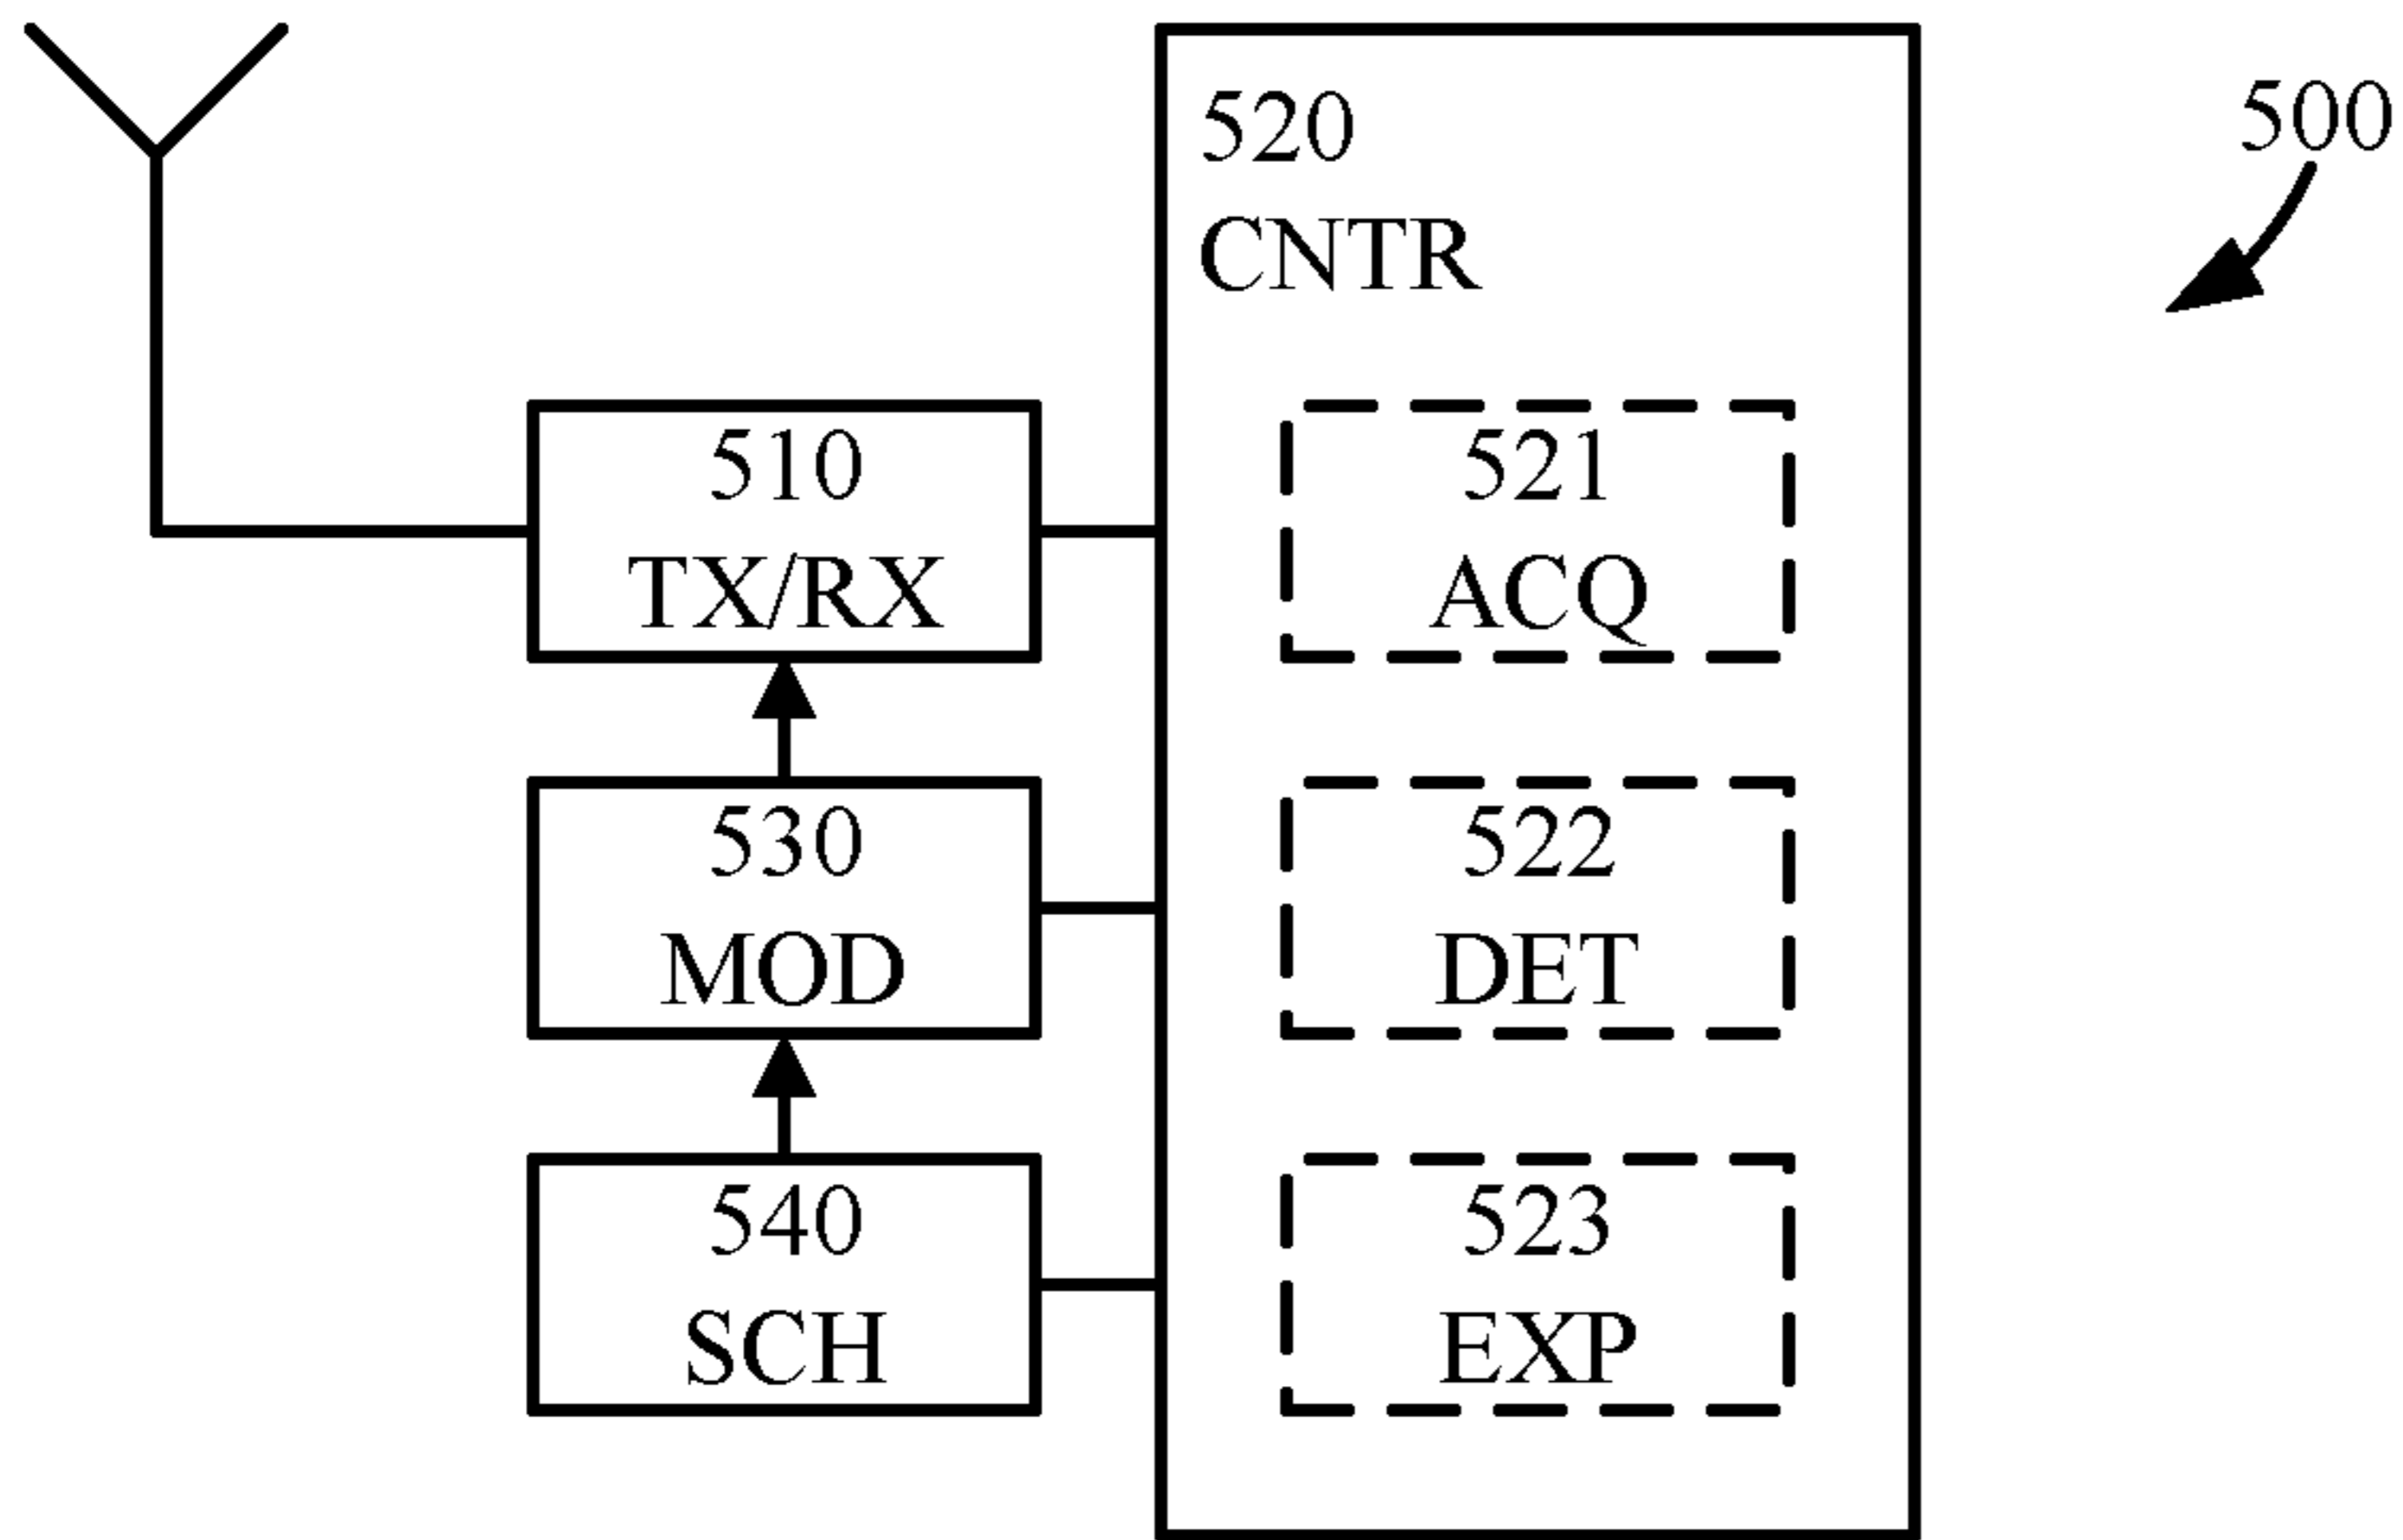 520
CNTR
500
510
TX/RX
521
ACQ
530
MOD
522
DET
540
SCH
523
EXP